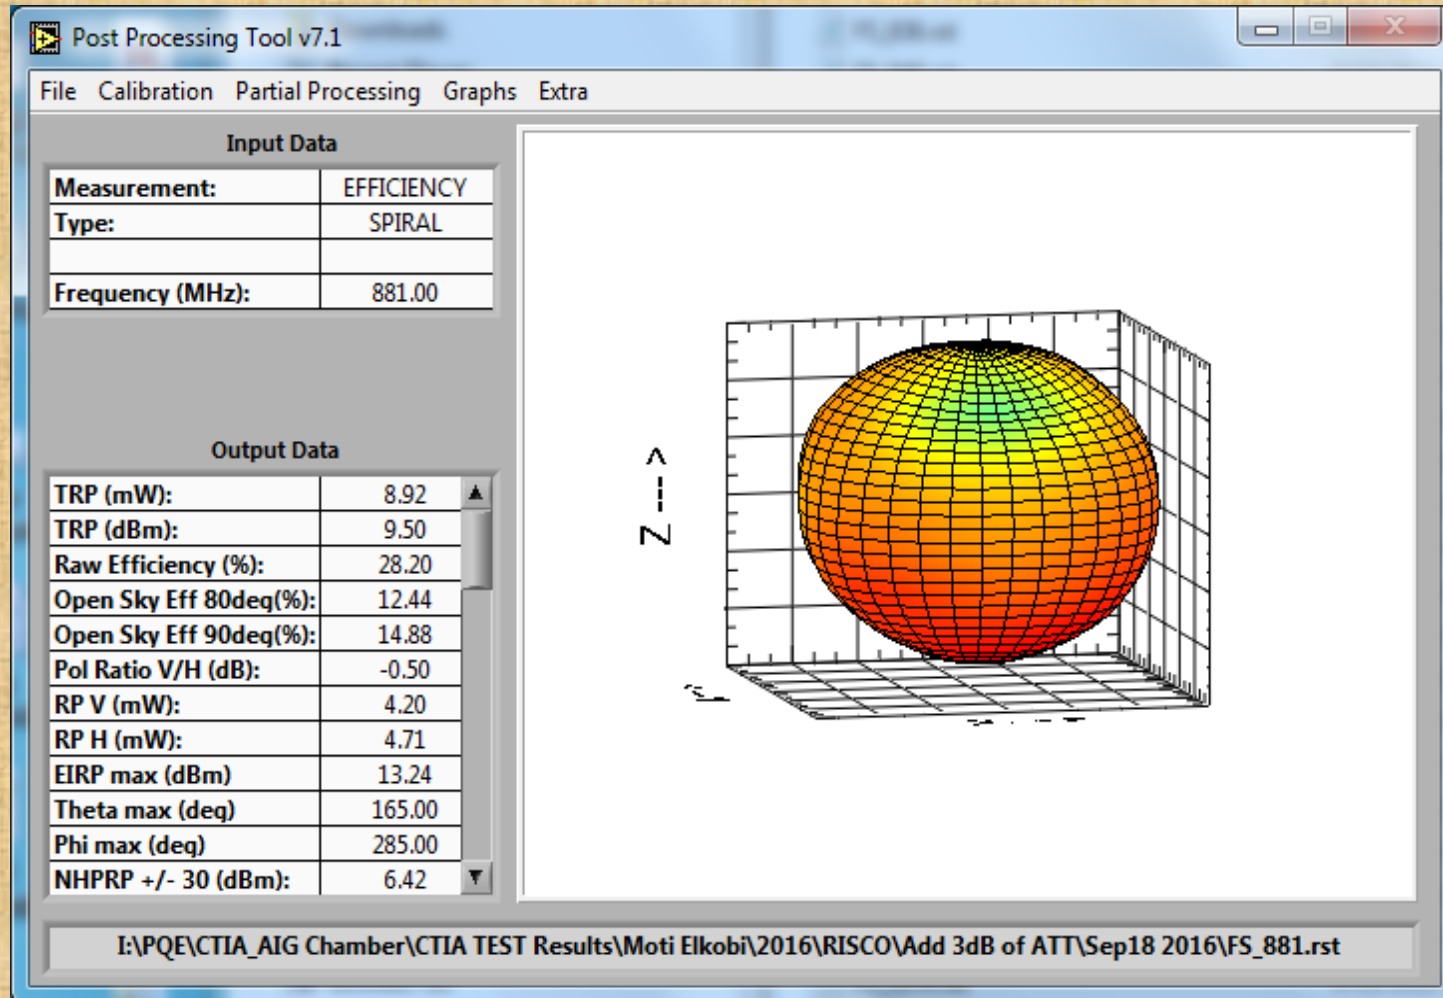 Post Processing Tool v7.1
File Calibration Partial Processing Graphs Extra
Input Data
Measurement: EFFICIENCY
Type: SPIRAL
Frequency (MHz): 881.00
Output Data
TRP (mW): 8.92
TRP (dBm): 9.50
Raw Efficiency (%): 28.20
Open Sky Eff 80deg(%): 12.44
Open Sky Eff 90deg(%): 14.88
Pol Ratio V/H (dB): -0.50
RP V (mW): 4.20
RP H (mW): 4.71
EIRP max (dBm) 13.24
Theta max (deg) 165.00
Phi max (deg) 285.00
NHPRP +/- 30 (dBm): 6.42
Z --- >
I:\PQE\CTIA_AIG Chamber\CTIA TEST Results\Moti Elkobi\2016\RISCO\Add 3dB of ATT\Sep18 2016\FS_881.rst